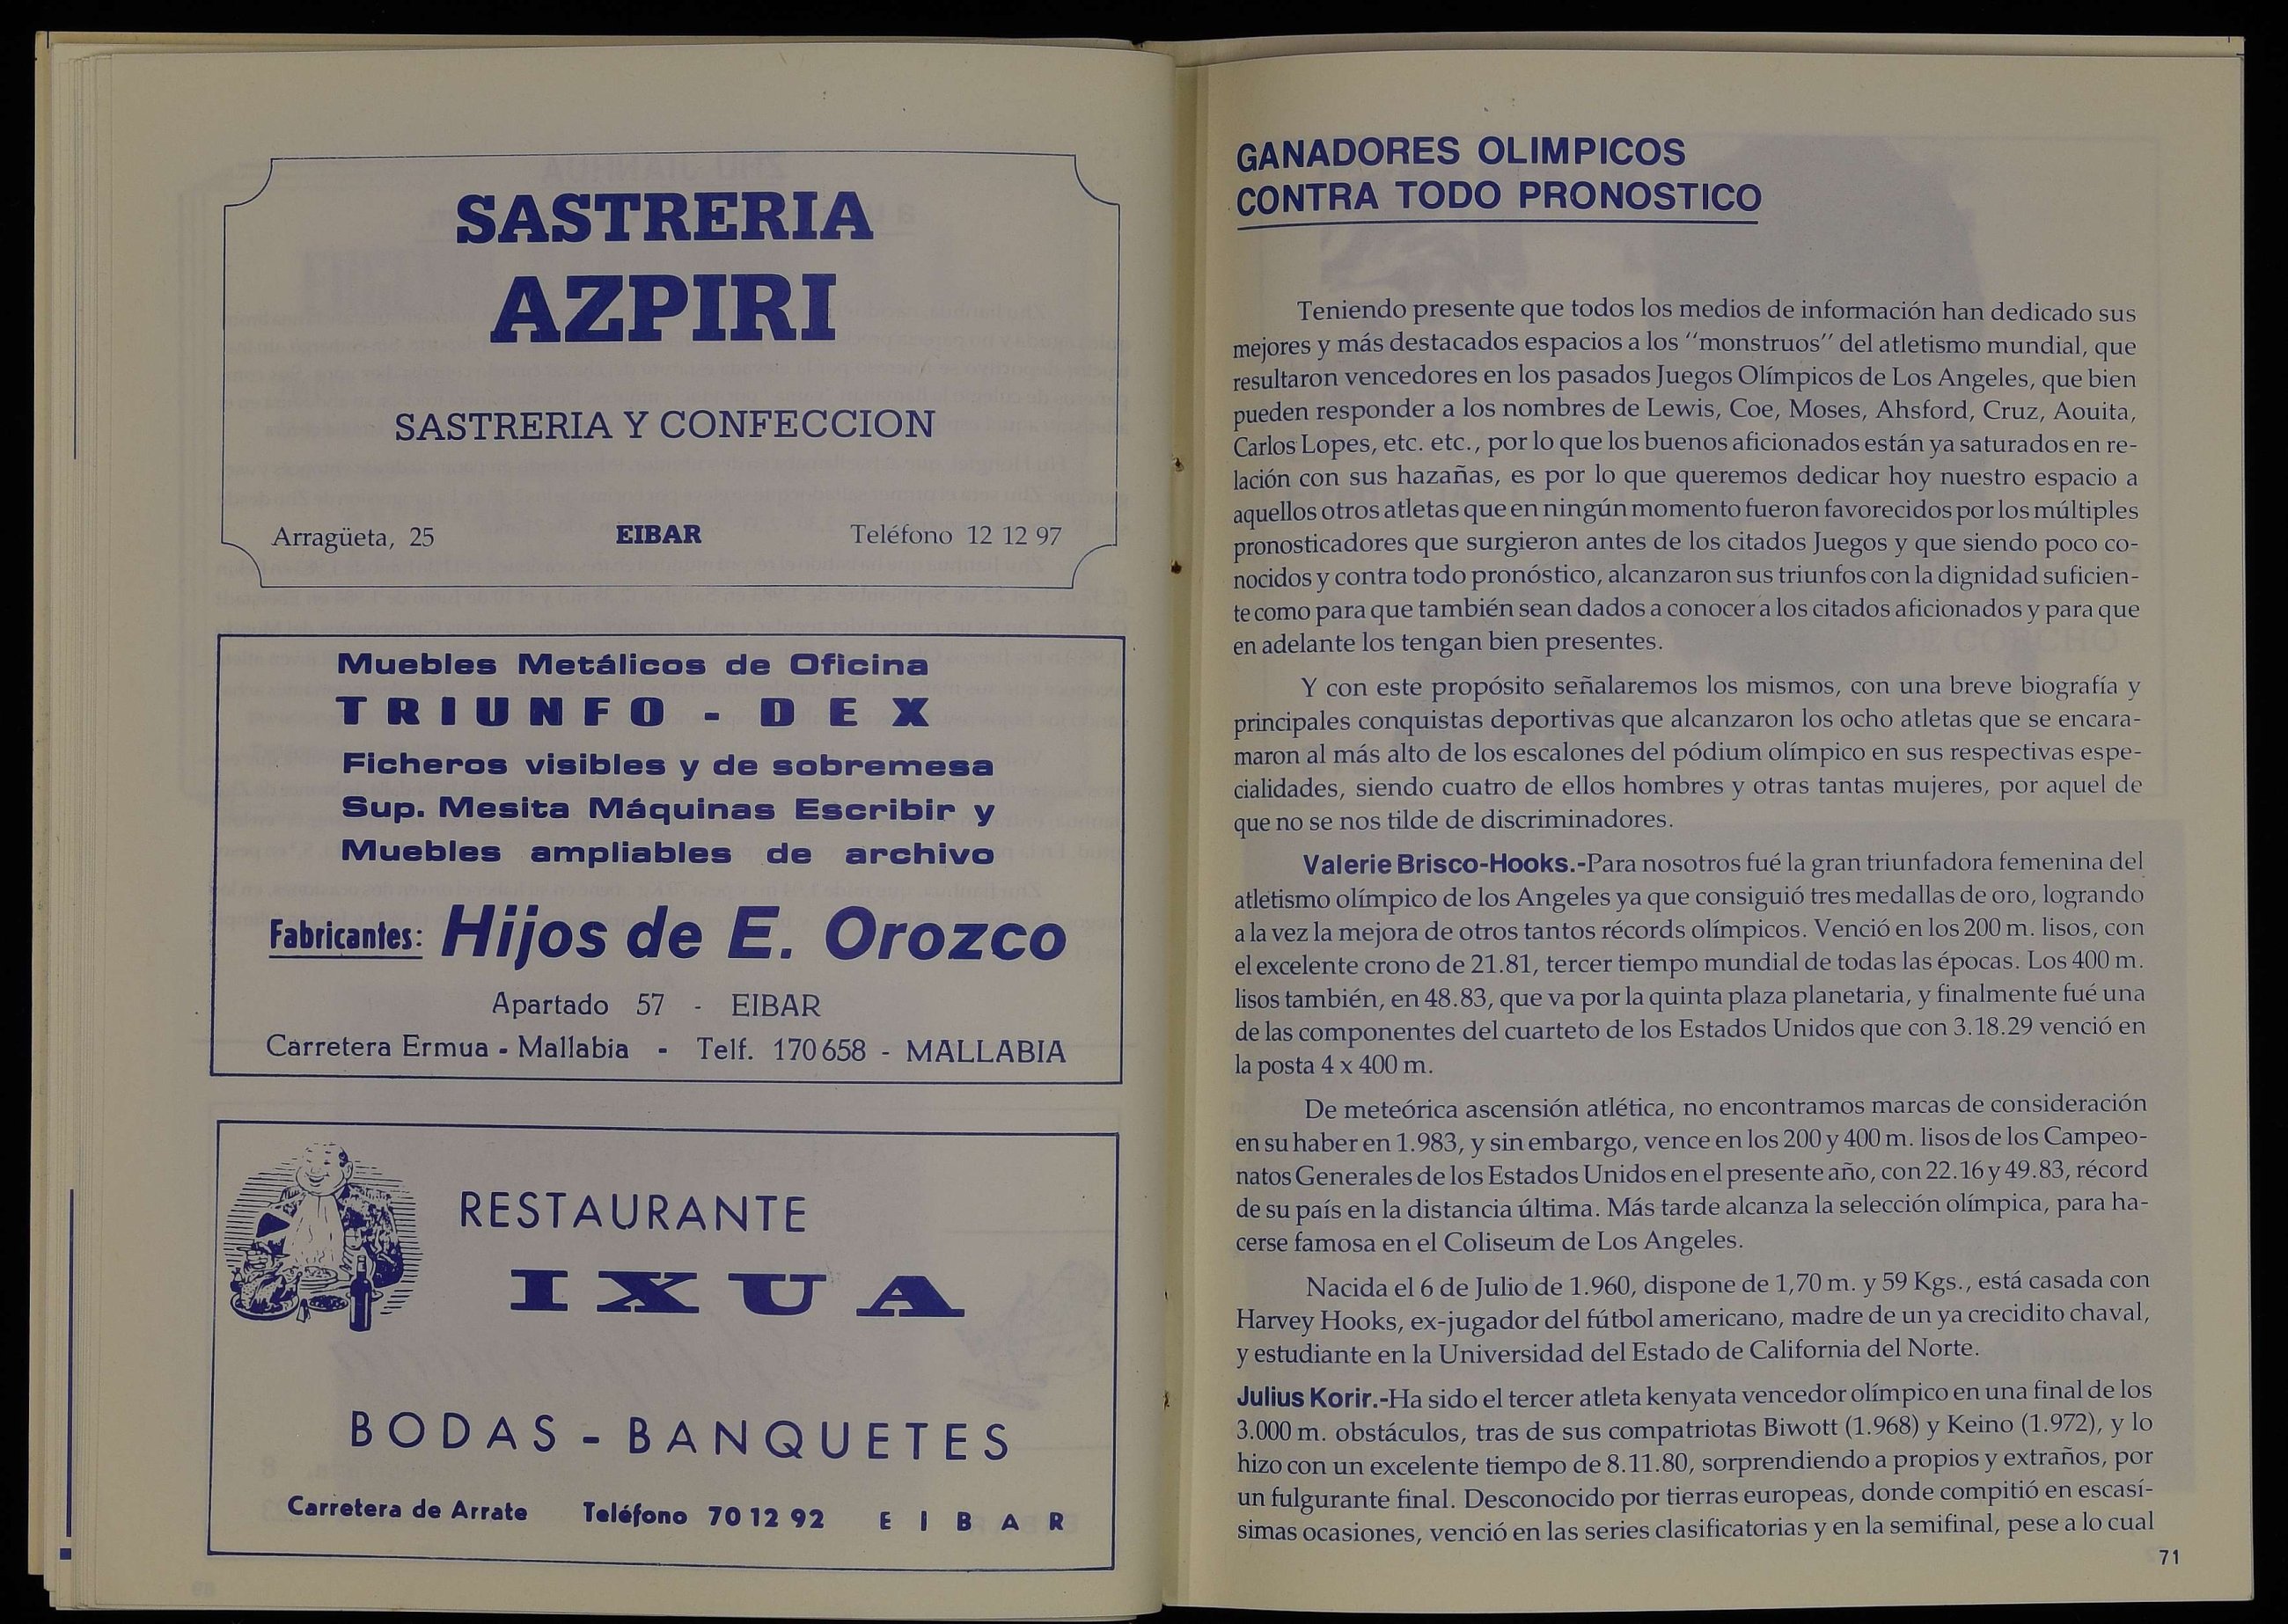 SASTRERIA
AZPIRI
SASTRERIA Y CONFECCION
Arragüeta, 25 EIBAR Teléfono 12 12 97
Muebles Metálicos de Oficina
TRIUNFO - DEX
Ficheros visibles y de sobremesa
Sup. Mesita Máquinas Escribir y
Muebles ampliables de archivo
Fabricantes: Hijos de E. Orozco
Apartado 57 - EIBAR
Carretera Ermua - Mallabia - Telf. 170658 - MALLABIA
RESTAURANTE
IXUA
BODAS - BANQUETES
Carretera de Arrate Teléfono 70 12 92 EIBAR
GANADORES OLIMPICOS
CONTRA TODO PRONOSTICO
Teniendo presente que todos los medios de información han dedicado sus
mejores y más destacados espacios a los "monstruos" del atletismo mundial, que
resultaron vencedores en los pasados Juegos Olímpicos de Los Angeles, que bien
pueden responder a los nombres de Lewis, Coe, Moses, Ahsford, Cruz, Aouita,
Carlos Lopes, etc. etc., por lo que los buenos aficionados están ya saturados en re-
lación con sus hazañas, es por lo que queremos dedicar hoy nuestro espacio a
aquellos otros atletas que en ningún momento fueron favorecidos por los múltiples
pronosticadores que surgieron antes de los citados Juegos y que siendo poco co-
nocidos y contra todo pronóstico, alcanzaron sus triunfos con la dignidad suficien-
te como para que también sean dados a conocer a los citados aficionados y para que
en adelante los tengan bien presentes.
Y con este propósito señalaremos los mismos, con una breve biografía y
principales conquistas deportivas que alcanzaron los ocho atletas que se encara-
maron al más alto de los escalones del pódium olímpico en sus respectivas espe-
cialidades, siendo cuatro de ellos hombres y otras tantas mujeres, por aquel de
que no se nos tilde de discriminadores.
Valerie Brisco-Hooks.-Para nosotros fué la gran triunfadora femenina del
atletismo olímpico de los Angeles ya que consiguió tres medallas de oro, logrando
a la vez la mejora de otros tantos récords olímpicos. Venció en los 200 m. lisos, con
el excelente crono de 21.81, tercer tiempo mundial de todas las épocas. Los 400 m.
lisos también, en 48.83, que va por la quinta plaza planetaria, y finalmente fué una
de las componentes del cuarteto de los Estados Unidos que con 3.18.29 venció en
la posta 4 x 400 m.
De meteórica ascensión atlética, no encontramos marcas de consideración
en su haber en 1.983, y sin embargo, vence en los 200 y 400 m. lisos de los Campeo-
natos Generales de los Estados Unidos en el presente año, con 22.16 y 49.83, récord
de su país en la distancia última. Más tarde alcanza la selección olímpica, para ha-
cerse famosa en el Coliseum de Los Angeles.
Nacida el 6 de Julio de 1.960, dispone de 1,70 m. y 59 Kgs., está casada con
Harvey Hooks, ex-jugador del fútbol americano, madre de un ya crecidito chaval,
y estudiante en la Universidad del Estado de California del Norte.
Julius Korir.-Ha sido el tercer atleta kenyata vencedor olímpico en una final de los
3.000 m. obstáculos, tras de sus compatriotas Biwott (1.968) y Keino (1.972), y lo
hizo con un excelente tiempo de 8.11.80, sorprendiendo a propios y extraños, por
un fulgurante final. Desconocido por tierras europeas, donde compitió en escasí-
simas ocasiones, venció en las series clasificatorias y en la semifinal, pese a lo cual
71